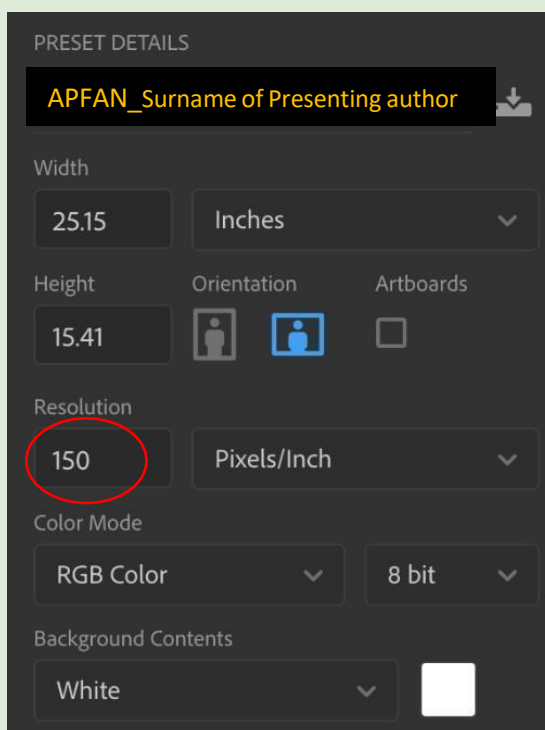 PRESET DETAILS
APFAN_Surname of Presenting author
Width
25.15 Inches
Height Orientation Artboards
15.41
Resolution
150 Pixels/Inch
Color Mode
RGB Color 8 bit
Background Contents
White